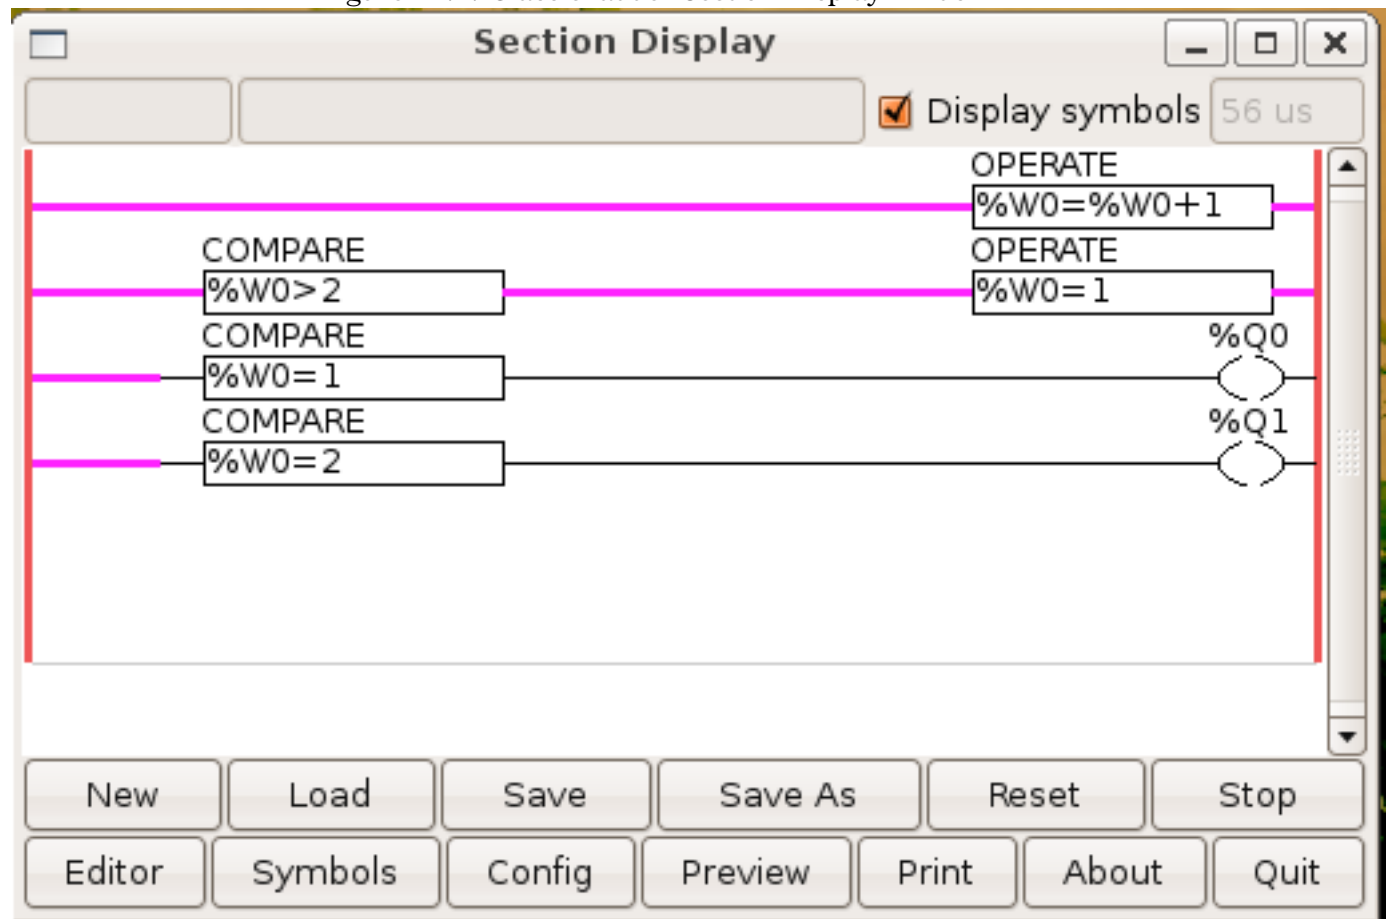 Section Display
Display symbols 56 us
OPERATE
%W0=%W0+1
COMPARE OPERATE
%W0>2 %W0=1
COMPARE %Q0
%W0=1
COMPARE %Q1
%W0=2
New Load Save Save As Reset Stop
Editor Symbols Config Preview Print About Quit